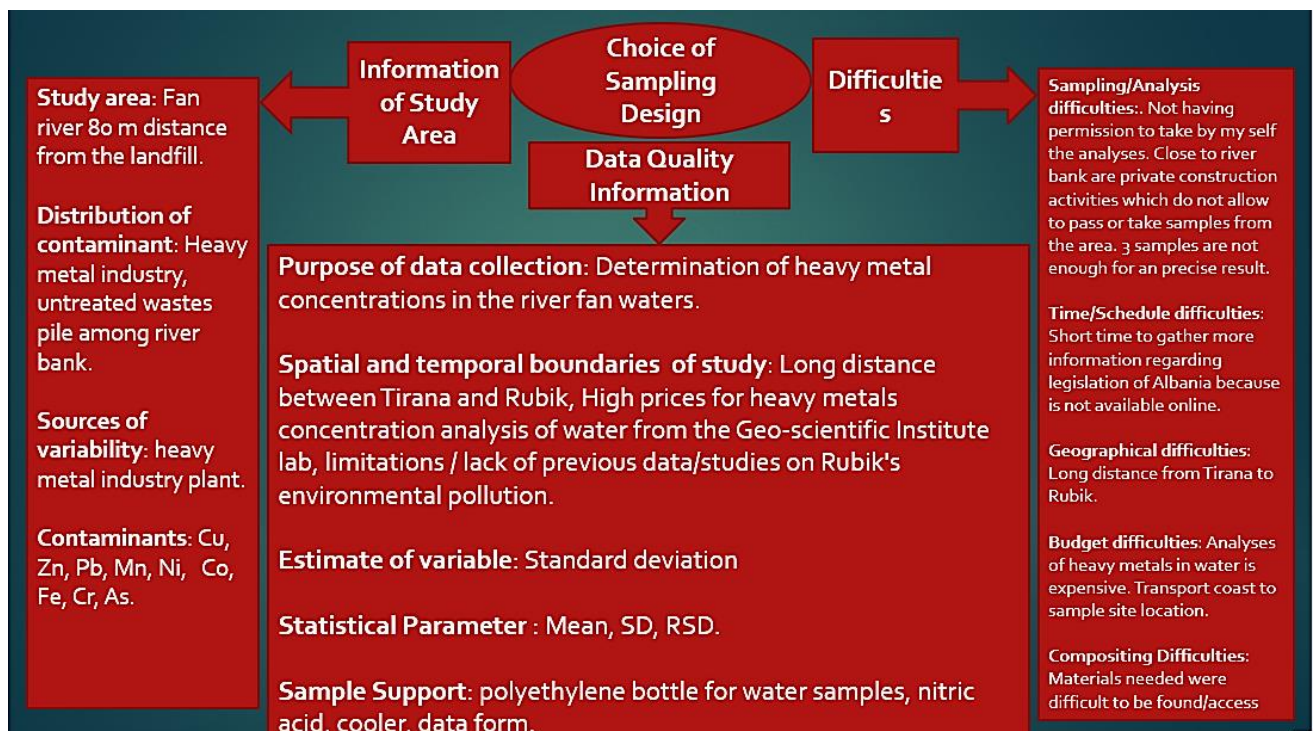 Choice of
Sampling
Design
Information
of Study
Area
Difficultie
s
Data Quality
Information
Study area: Fan
river 80 m distance
from the landfill.
Distribution of
contaminant: Heavy
metal industry,
untreated wastes
pile among river
bank.
Sources of
variability: heavy
metal industry plant.
Contaminants: Cu,
Zn, Pb, Mn, Ni, Co,
Fe, Cr, As.
Purpose of data collection: Determination of heavy metal
concentrations in the river fan waters.
Spatial and temporal boundaries of study: Long distance
between Tirana and Rubik, High prices for heavy metals
concentration analysis of water from the Geo-scientific Institute
lab, limitations / lack of previous data/studies on Rubik's
environmental pollution.
Estimate of variable: Standard deviation
Statistical Parameter : Mean, SD, RSD.
Sample Support: polyethylene bottle for water samples, nitric
acid, cooler, data form.
Sampling/Analysis
difficulties:. Not having
permission to take by my self
the analyses. Close to river
bank are private construction
activities which do not allow
to pass or take samples from
the area. 3 samples are not
enough for an precise result.
Time/Schedule difficulties:
Short time to gather more
information regarding
legislation of Albania because
is not available online.
Geographical difficulties:
Long distance from Tirana to
Rubik.
Budget difficulties: Analyses
of heavy metals in water is
expensive. Transport coast to
sample site location.
Compositing Difficulties:
Materials needed were
difficult to be found/access